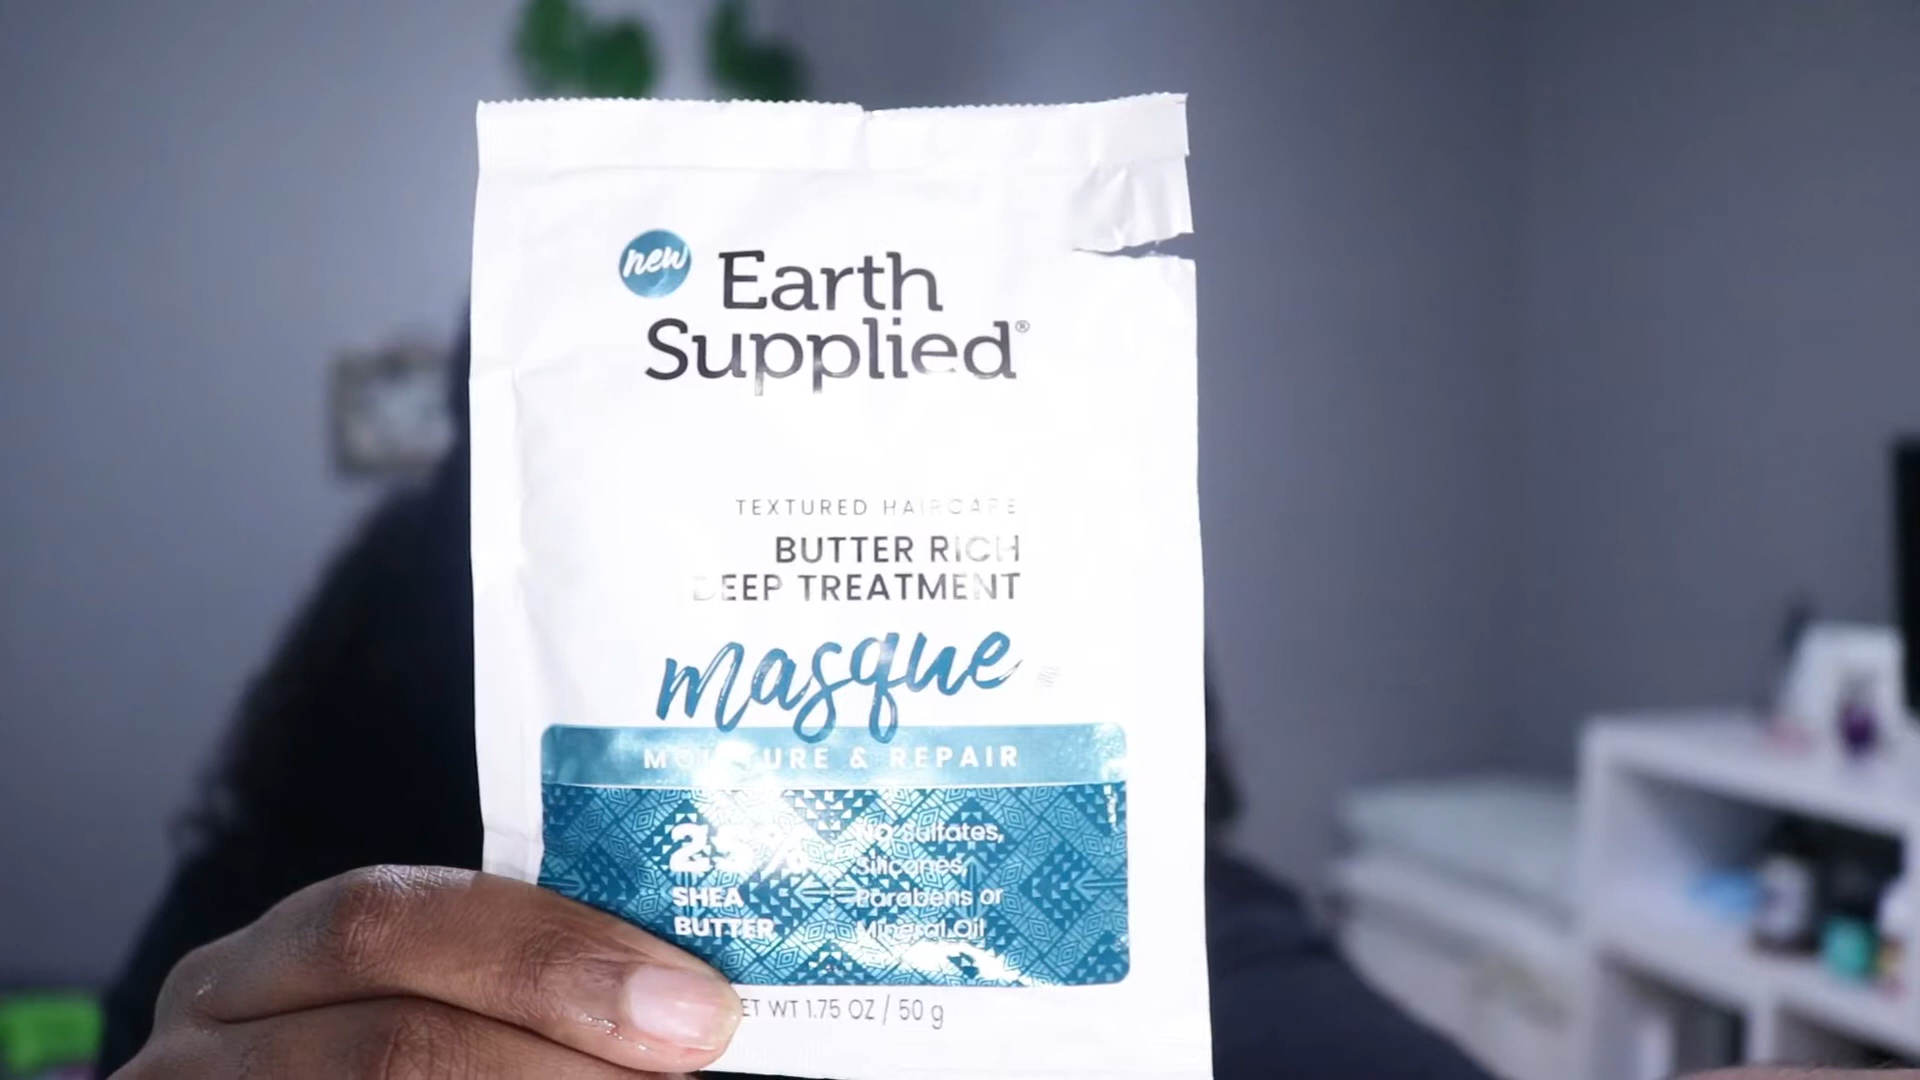 new
Earth
Supplied®
TEXTURED HAIRCARE
BUTTER RICH
DEEP TREATMENT
masque
MOISTURE & REPAIR
25%
SHEA
BUTTER
No Sulfates,
Silicones,
Parabens or
Mineral Oil
ET WT 1.75 OZ / 50 g